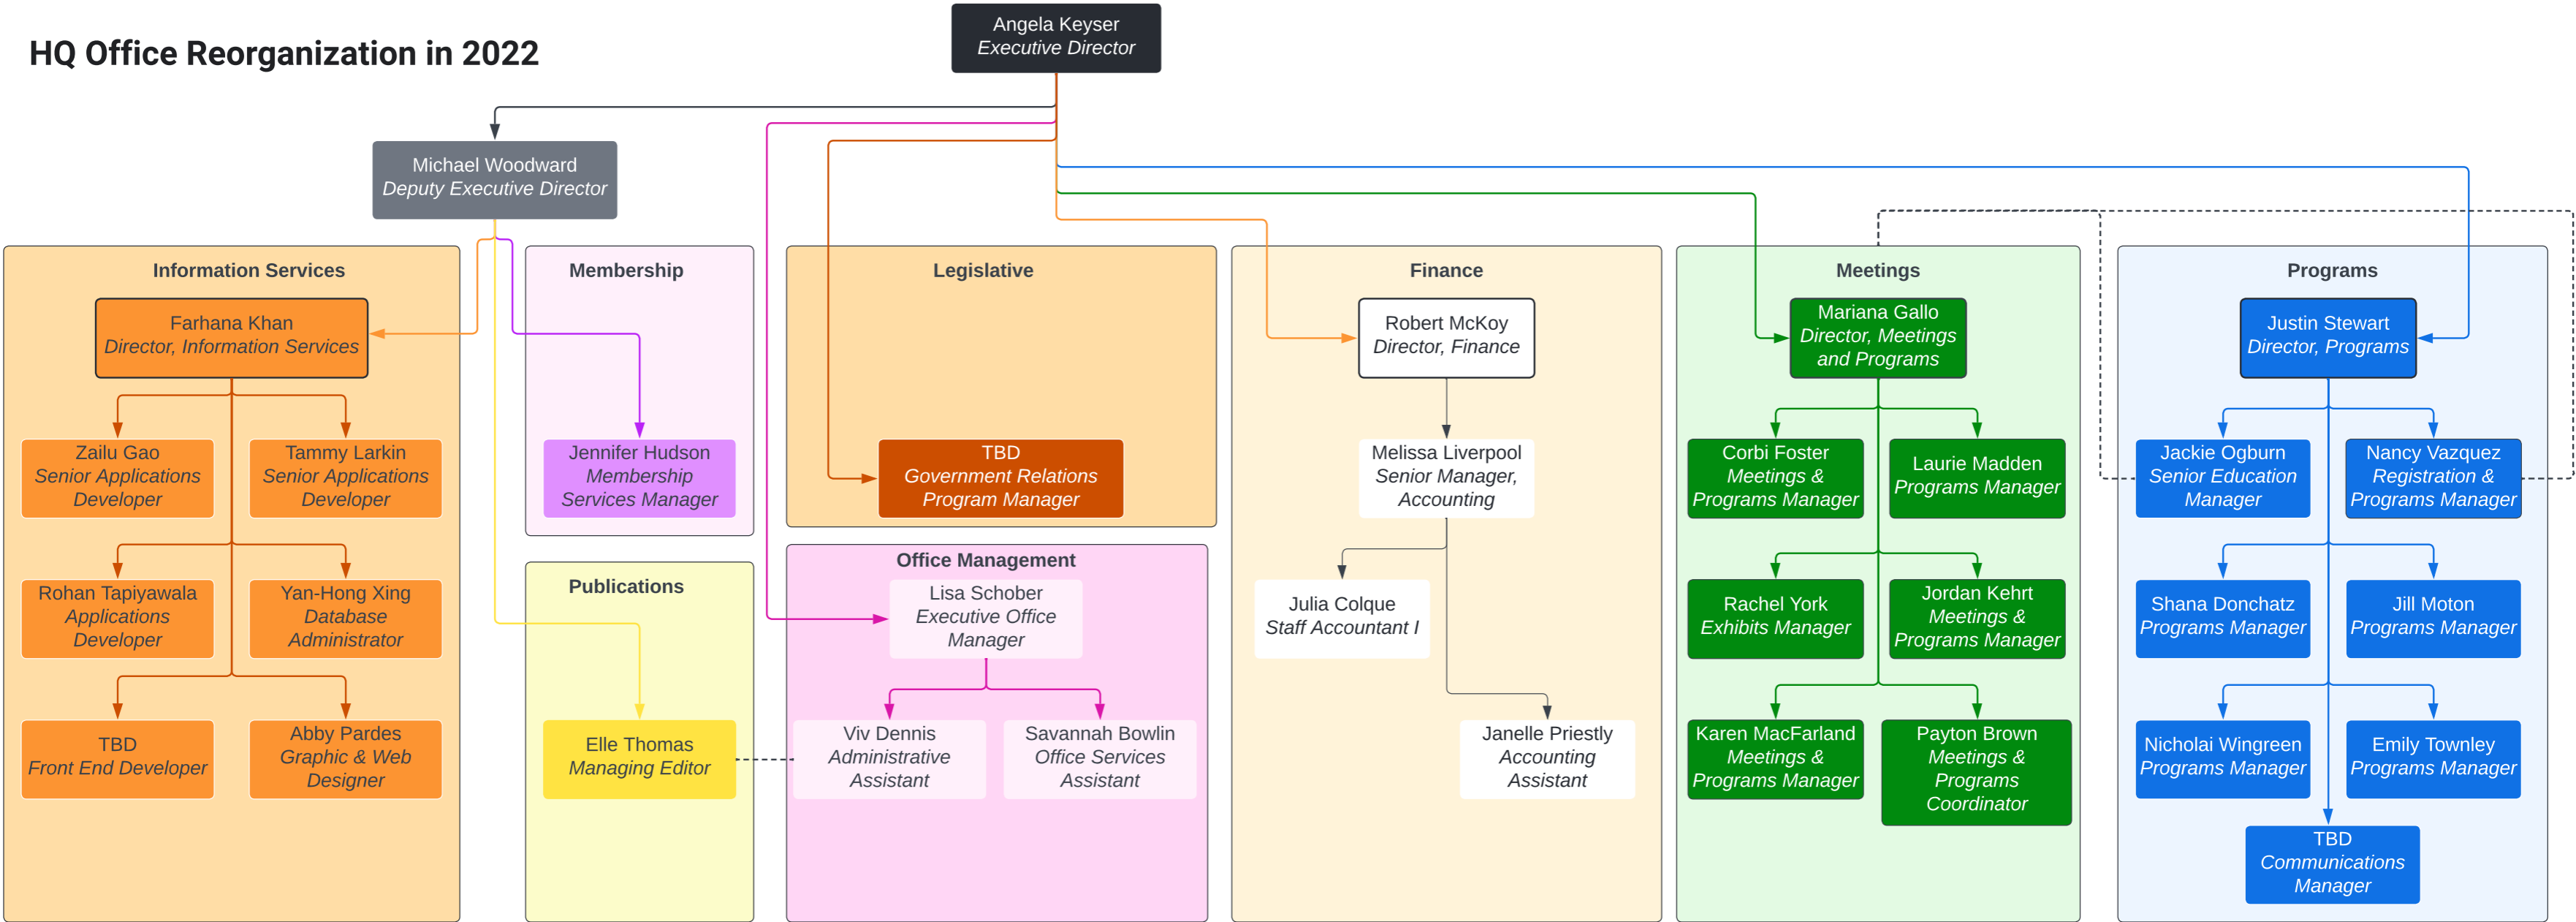 HQ Office Reorganization in 2022
Angela Keyser
Executive Director
Michael Woodward
Deputy Executive Director
Information Services
Farhana Khan
Director, Information Services
Zailu Gao
Senior Applications
Developer
Tammy Larkin
Senior Applications
Developer
Rohan Tapiyawala
Applications
Developer
Yan-Hong Xing
Database
Administrator
TBD
Front End Developer
Abby Pardes
Graphic & Web
Designer
Membership
Jennifer Hudson
Membership
Services Manager
Publications
Elle Thomas
Managing Editor
Legislative
TBD
Government Relations
Program Manager
Office Management
Lisa Schober
Executive Office
Manager
Viv Dennis
Administrative
Assistant
Savannah Bowlin
Office Services
Assistant
Finance
Robert McKoy
Director, Finance
Melissa Liverpool
Senior Manager,
Accounting
Julia Colque
Staff Accountant I
Janelle Priestly
Accounting
Assistant
Meetings
Mariana Gallo
Director, Meetings
and Programs
Corbi Foster
Meetings &
Programs Manager
Laurie Madden
Programs Manager
Rachel York
Exhibits Manager
Jordan Kehrt
Meetings &
Programs Manager
Karen MacFarland
Meetings &
Programs Manager
Payton Brown
Meetings &
Programs
Coordinator
Programs
Justin Stewart
Director, Programs
Jackie Ogburn
Senior Education
Manager
Nancy Vazquez
Registration &
Programs Manager
Shana Donchatz
Programs Manager
Jill Moton
Programs Manager
Nicholai Wingreen
Programs Manager
Emily Townley
Programs Manager
TBD
Communications
Manager